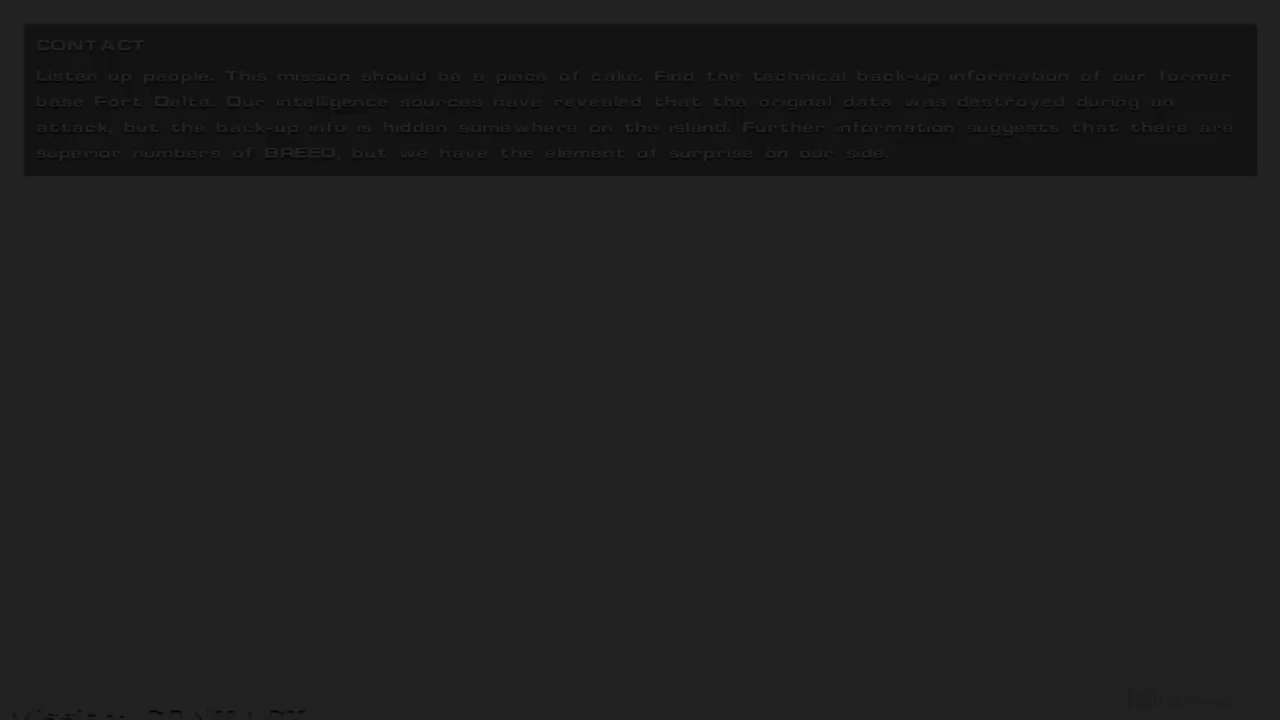 CONTACT
Listen up people. This mission should be a piece of cake. Find the technical back-up information of our former
base Fort Delta. Our intelligence sources have revealed that the original data was destroyed during an
attack, but the back-up info is hidden somewhere on the island. Further information suggests that there are
superior numbers of BREED, but we have the element of surprise on our side.
Mission: CONTACT